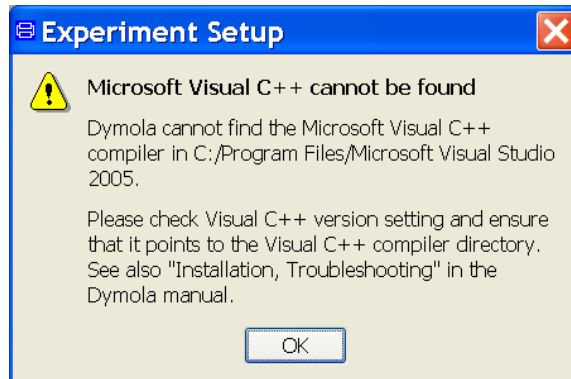 Experiment Setup
Microsoft Visual C++ cannot be found
Dymola cannot find the Microsoft Visual C++
compiler in C:/Program Files/Microsoft Visual Studio
2005.
Please check Visual C++ version setting and ensure
that it points to the Visual C++ compiler directory.
See also "Installation, Troubleshooting" in the
Dymola manual.
OK